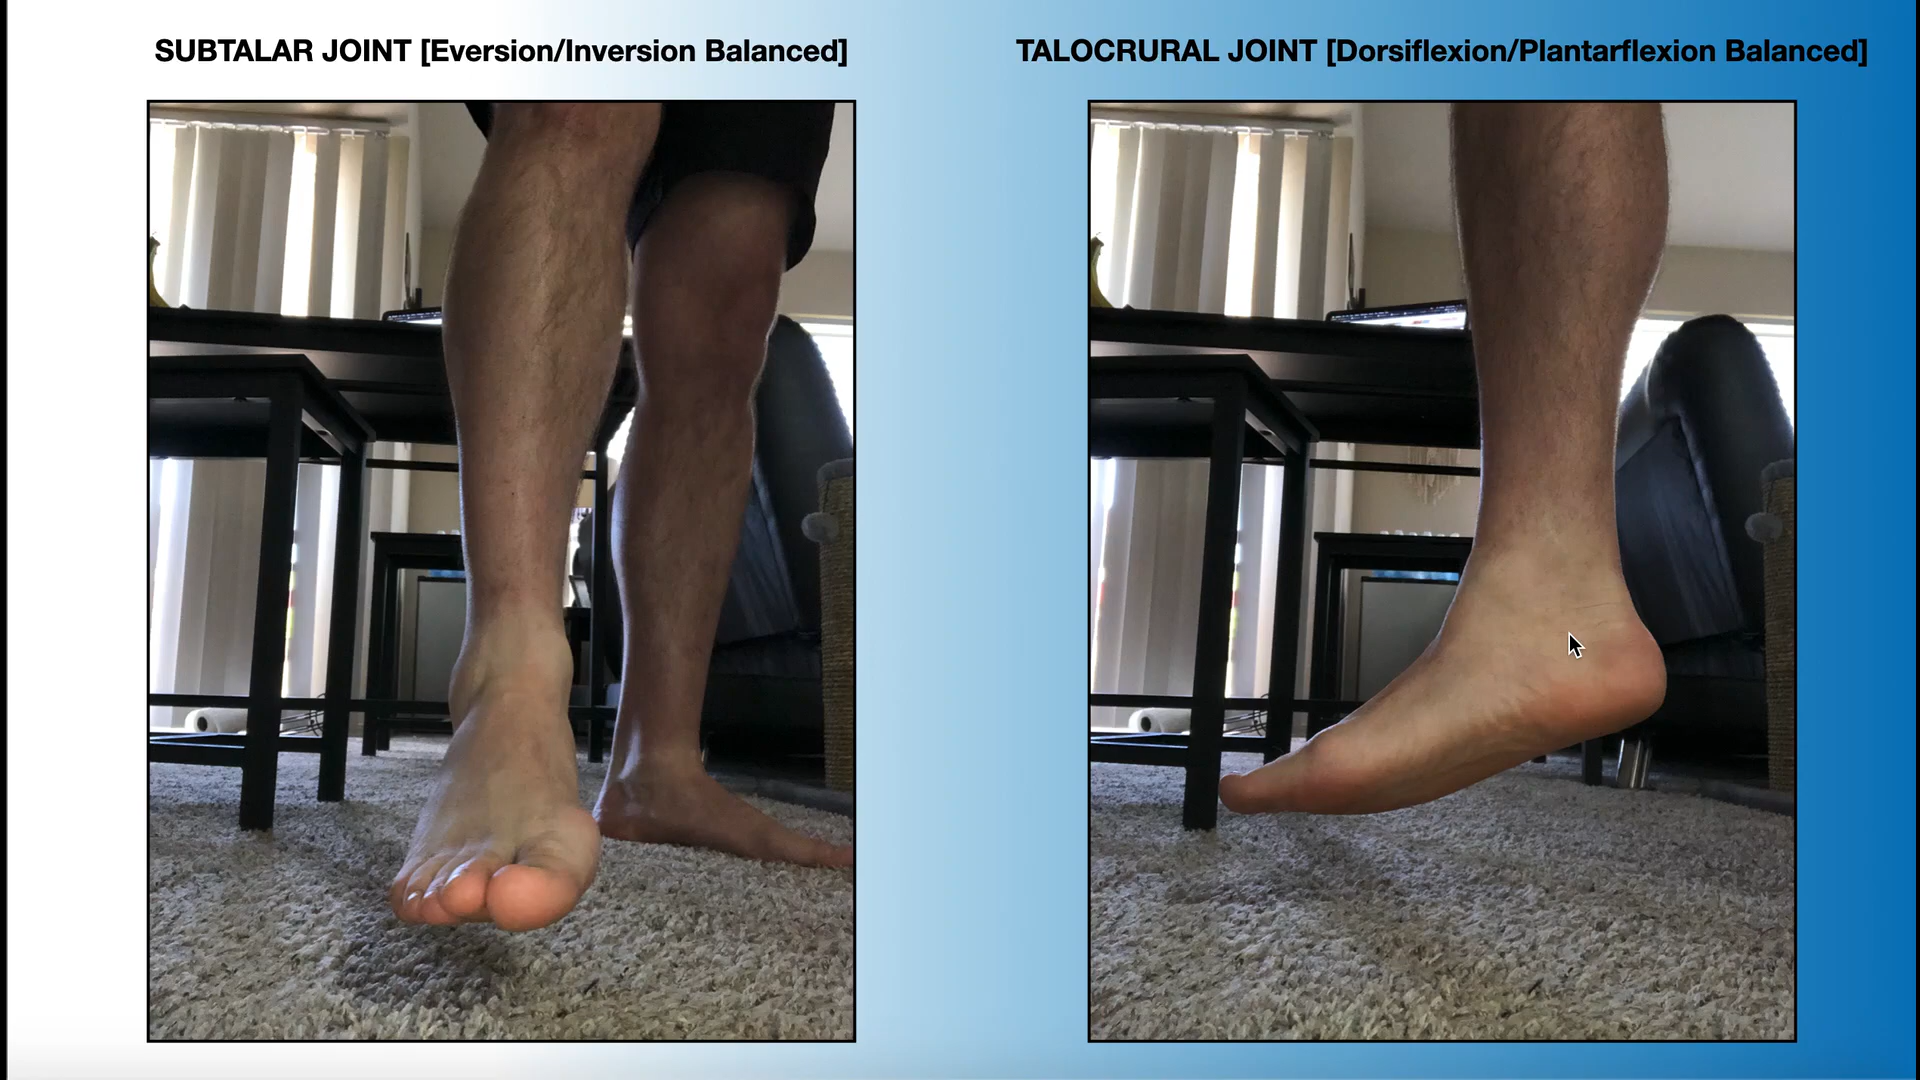 SUBTALAR JOINT [Eversion/Inversion Balanced]
TALOCRURAL JOINT [Dorsiflexion/Plantarflexion Balanced]